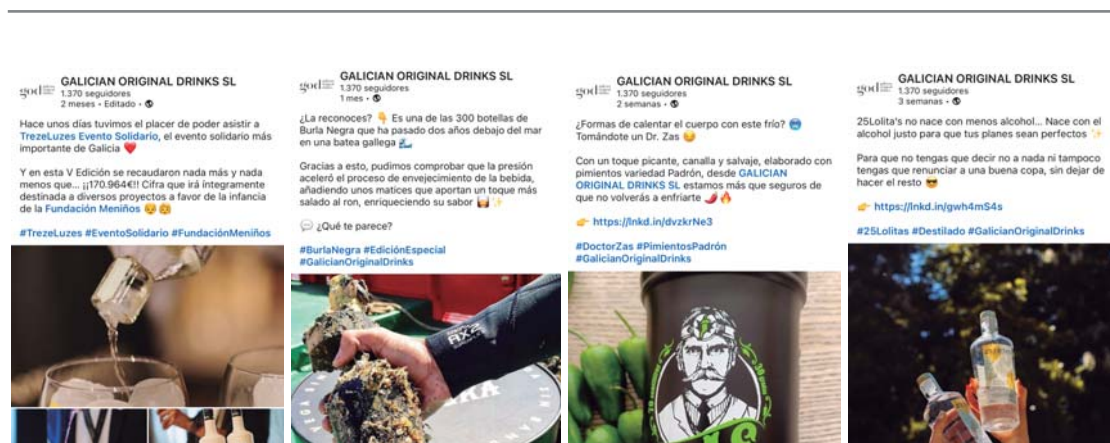 GALICIAN ORIGINAL DRINKS SL
god
1.370 seguidores
2 meses • Editado •
Hace unos días tuvimos el placer de poder asistir a
TrezeLuzes Evento Solidario, el evento solidario más
importante de Galicia ❤️
Y en esta V Edición se recaudaron nada más y nada
menos que... ¡¡170.964€!! Cifra que irá íntegramente
destinada a diversos proyectos a favor de la infancia
de la Fundación Meniños
#TrezeLuzes #EventoSolidario #FundaciónMeniños
GALICIAN ORIGINAL DRINKS SL
god
1.370 seguidores
1 mes •
¿La reconoces? 👇 Es una de las 300 botellas de
Burla Negra que ha pasado dos años debajo del mar
en una batea gallega 🌊
Gracias a esto, pudimos comprobar que la presión
aceleró el proceso de envejecimiento de la bebida,
añadiendo unos matices que aportan un toque más
salado al ron, enriqueciendo su sabor 🥃✨
💬 ¿Qué te parece?
#BurlaNegra #EdiciónEspecial
#GalicianOriginalDrinks
RX2
GALICIAN ORIGINAL DRINKS SL
god
1.370 seguidores
2 semanas •
¿Formas de calentar el cuerpo con este frío? 🥶
Tomándote un Dr. Zas 😏
Con un toque picante, canalla y salvaje, elaborado con
pimientos variedad Padrón, desde GALICIAN
ORIGINAL DRINKS SL estamos más que seguros de
que no volverás a enfriarte 🌶️🔥
👉 https://lnkd.in/dvzkrNe3
#DoctorZas #PimientosPadrón
#GalicianOriginalDrinks
GALICIAN ORIGINAL DRINKS SL
god
1.370 seguidores
3 semanas •
25Lolita's no nace con menos alcohol... Nace con el
alcohol justo para que tus planes sean perfectos ✨
Para que no tengas que decir no a nada ni tampoco
tengas que renunciar a una buena copa, sin dejar de
hacer el resto 😎
👉 https://lnkd.in/gwh4mS4s
#25Lolitas #Destilado #GalicianOriginalDrinks